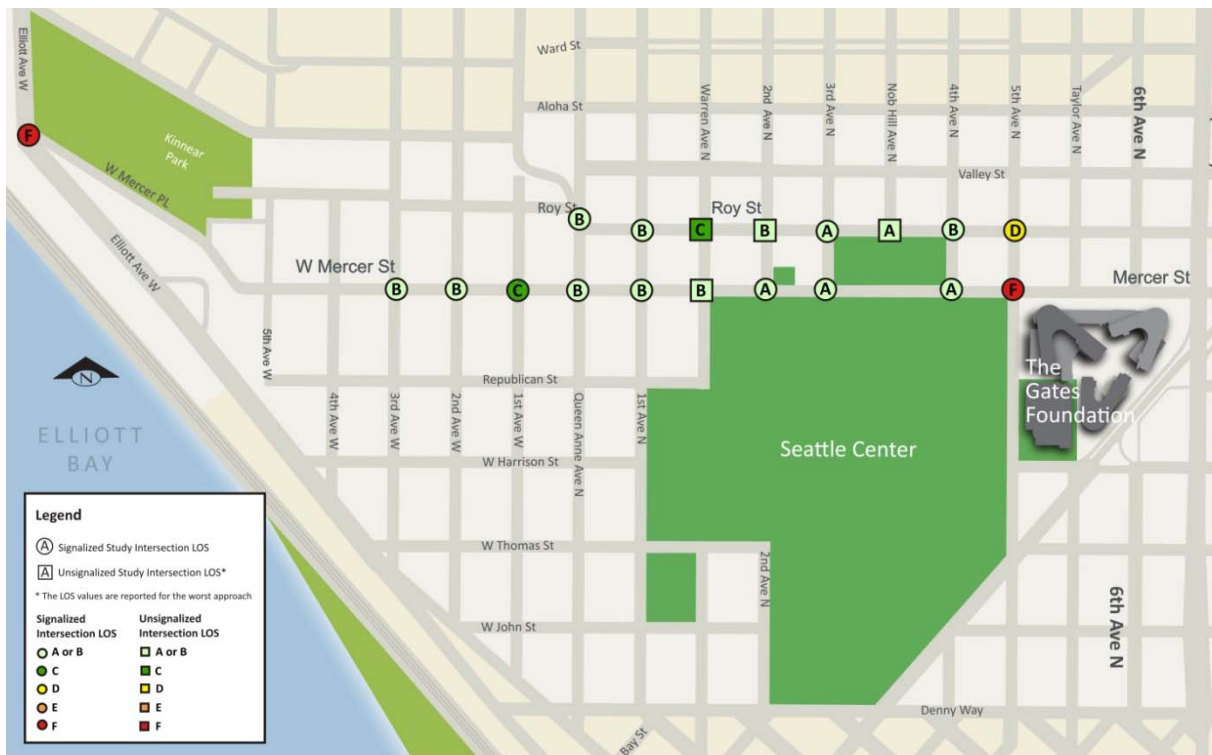 Elliott Ave W
Ward St
Aloha St
Warren Ave N
2nd Ave N
3rd Ave N
Nob Hill Ave N
4th Ave N
5th Ave N
Taylor Ave N
6th Ave N
F
Kinnear
Park
W Mercer PL
Valley St
Roy St
Roy St
B
B
C
B
A
A
B
D
Elliott Ave W
W Mercer St
Mercer St
B
B
C
B
B
B
A
A
A
F
5th Ave W
N
Republican St
The
Gates
Foundation
4th Ave W
3rd Ave W
2nd Ave W
1st Ave W
Queen Anne Ave N
1st Ave N
ELLIOTT
BAY
Seattle Center
W Harrison St
W Thomas St
2nd Ave N
6th Ave N
W John St
Denny Way
Bay St
Legend
A Signalized Study Intersection LOS
A Unsignalized Study Intersection LOS*
* The LOS values are reported for the worst approach
Signalized
Intersection LOS
A or B
C
D
E
F
Unsignalized
Intersection LOS
A or B
C
D
E
F